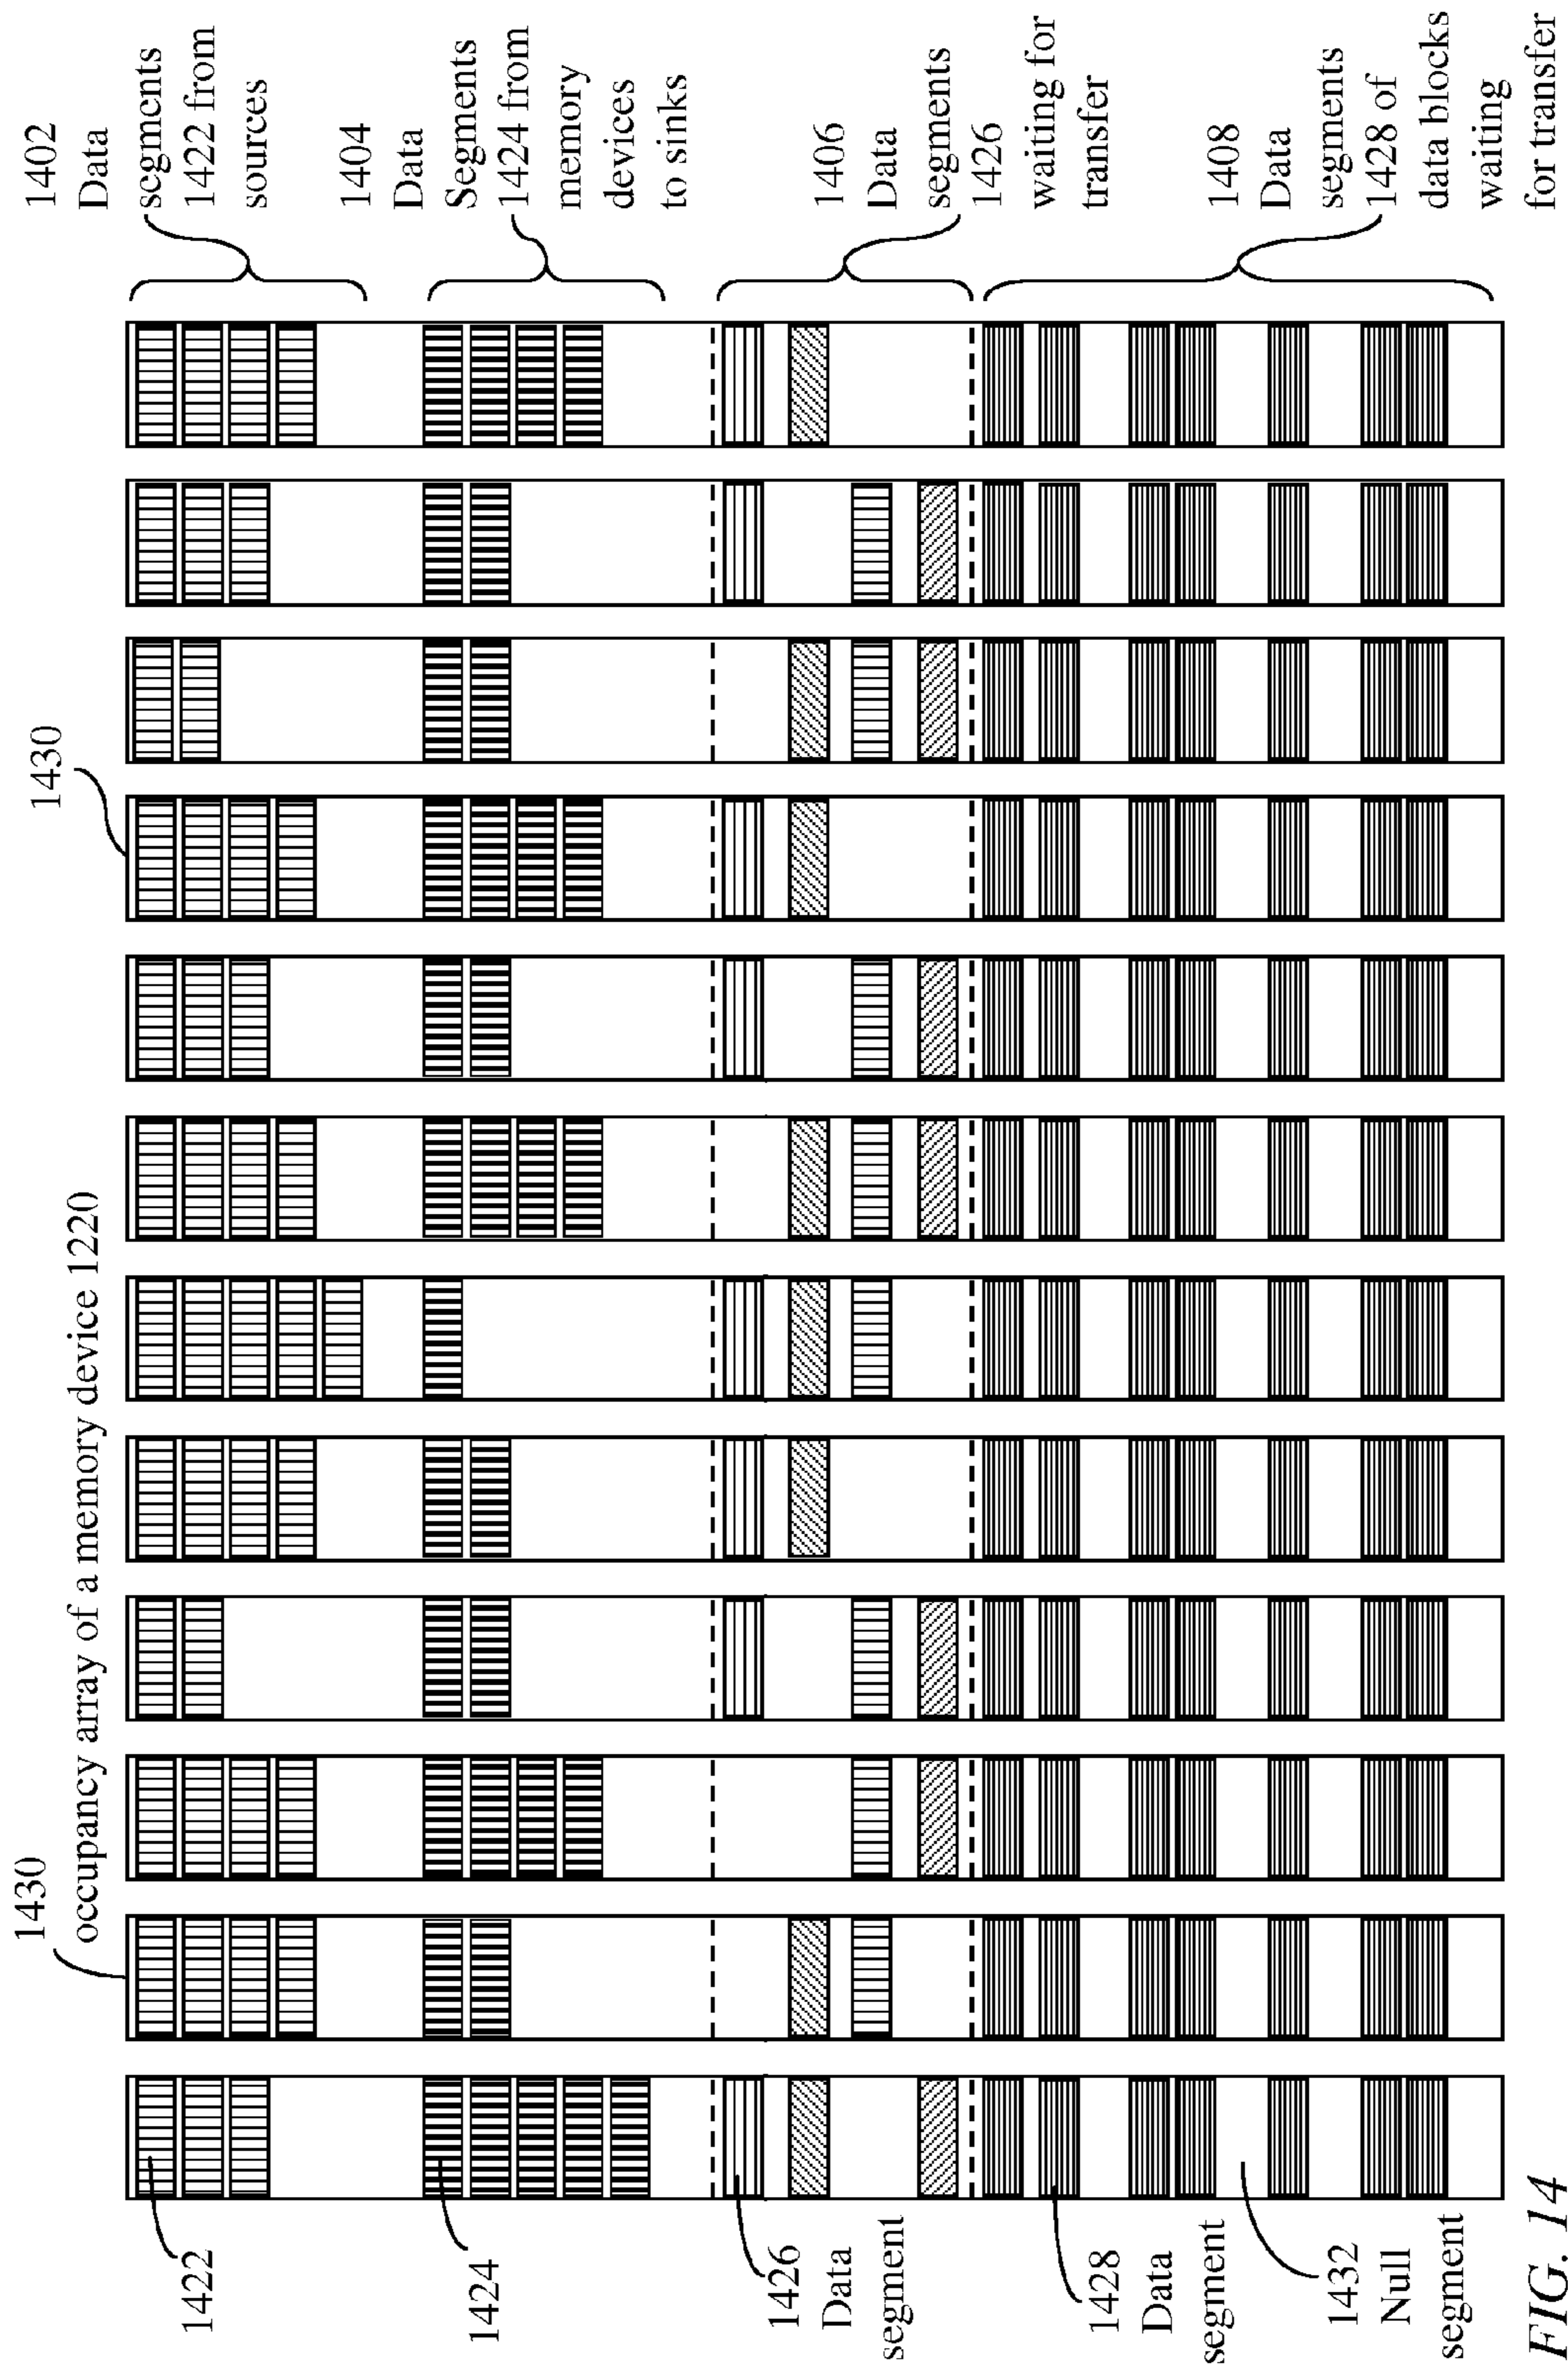 1430
occupancy array of a memory device 1220
1430
1402
Data
segments
1422 from
sources
1404
Data
Segments
1424 from
memory
devices
to sinks
1406
Data
segments
1426
waiting for
transfer
1408
Data
segments
1428 of
data blocks
waiting
for transfer
1422
1424
1426
Data
segment
1428
Data
segment
1432
Null
segment
FIG. 14